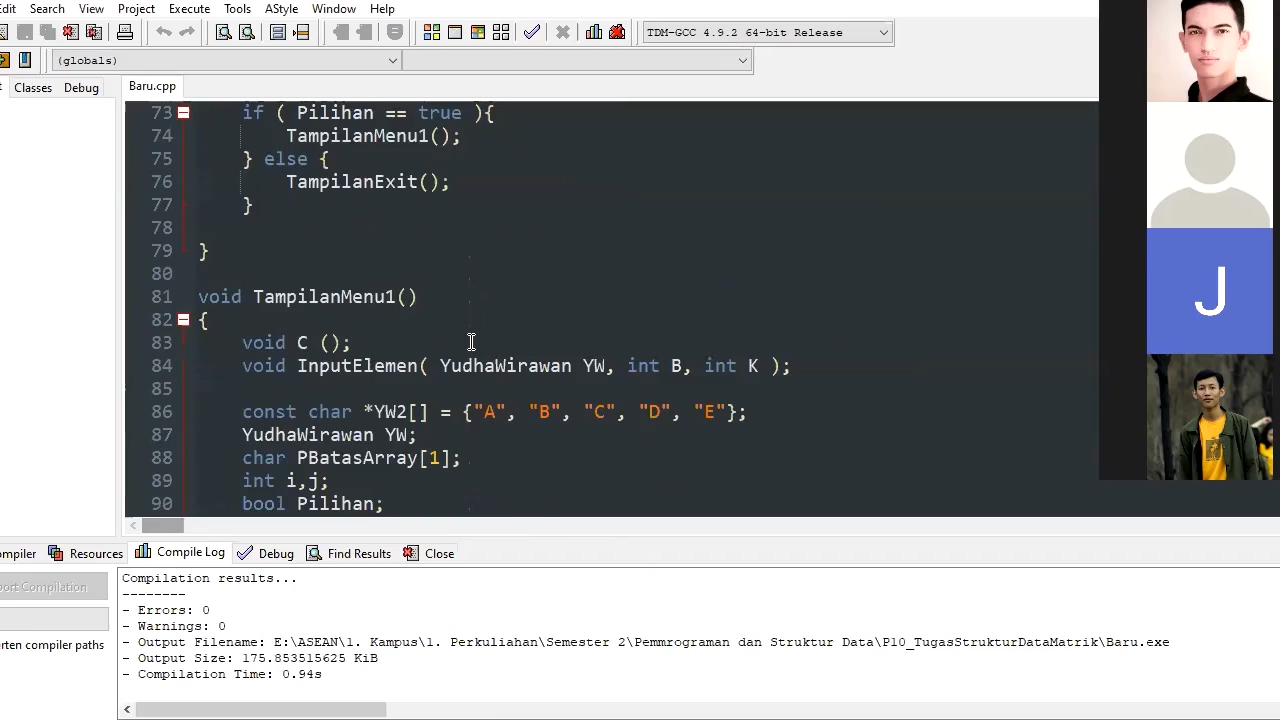 Edit Search View Project Execute Tools AStyle Window Help
TDM-GCC 4.9.2 64-bit Release
(globals)
Classes Debug Baru.cpp
73 if ( Pilihan == true ){
74 TampilanMenu1();
75 } else {
76 TampilanExit();
77 }
78
79 }
80
81 void TampilanMenu1()
82 {
83 void C ();
84 void InputElemen( YudhaWirawan YW, int B, int K );
85
86 const char *YW2[] = {"A", "B", "C", "D", "E"};
87 YudhaWirawan YW;
88 char PBatasArray[1];
89 int i,j;
90 bool Pilihan;
J
ompiler Resources Compile Log Debug Find Results Close
ort Compilation
rten compiler paths
Compilation results...
--------
- Errors: 0
- Warnings: 0
- Output Filename: E:\ASEAN\1. Kampus\1. Perkuliahan\Semester 2\Pemmrograman dan Struktur Data\P10_TugasStrukturDataMatrik\Baru.exe
- Output Size: 175.853515625 KiB
- Compilation Time: 0.94s